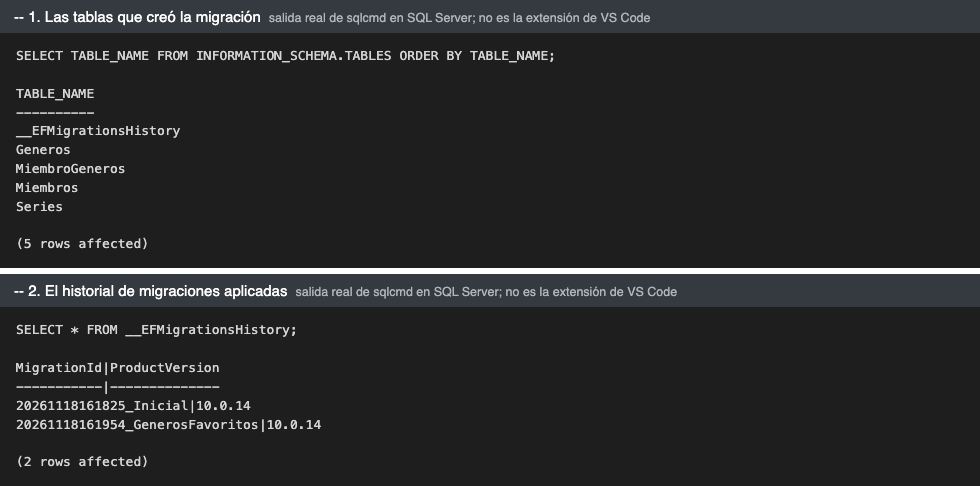 -- 1. Las tablas que creó la migración salida real de sqlcmd en SQL Server; no es la extensión de VS Code
SELECT TABLE_NAME FROM INFORMATION_SCHEMA.TABLES ORDER BY TABLE_NAME;
TABLE_NAME
----------
__EFMigrationsHistory
Generos
MiembroGeneros
Miembros
Series
(5 rows affected)
-- 2. El historial de migraciones aplicadas salida real de sqlcmd en SQL Server; no es la extensión de VS Code
SELECT * FROM __EFMigrationsHistory;
MigrationId|ProductVersion
-----------|--------------
20261118161825_Inicial|10.0.14
20261118161954_GenerosFavoritos|10.0.14
(2 rows affected)